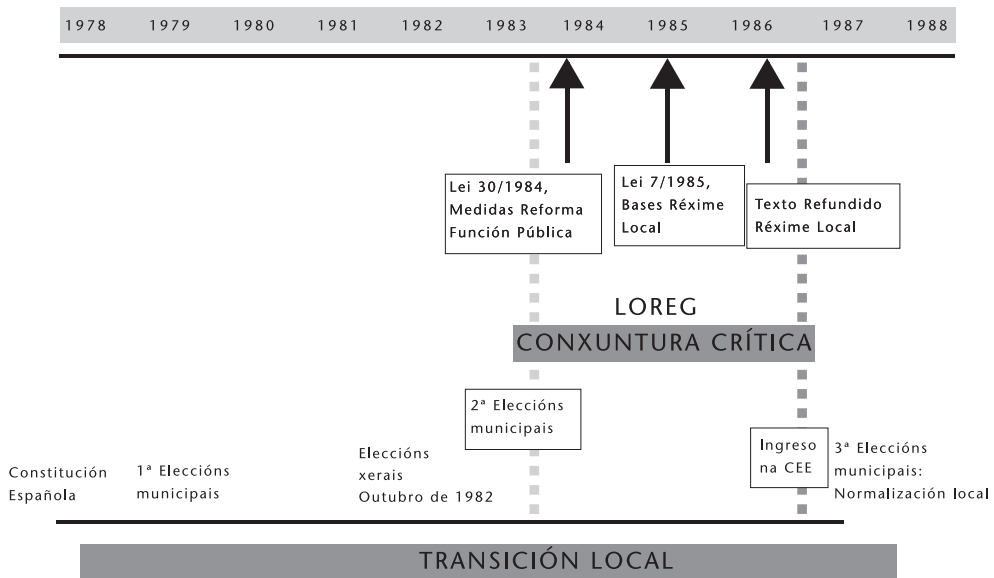 1978 1979 1980 1981 1982 1983 1984 1985 1986 1987 1988
Lei 30/1984,
Medidas Reforma
Función Pública
Lei 7/1985,
Bases Réxime
Local
Texto Refundido
Réxime Local
LOREG
CONXUNTURA CRÍTICA
Constitución
Española
1ª Eleccións
municipais
Eleccións
xerais
Outubro de 1982
2ª Eleccións
municipais
Ingreso
na CEE
3ª Eleccións
municipais:
Normalización local
TRANSICIÓN LOCAL